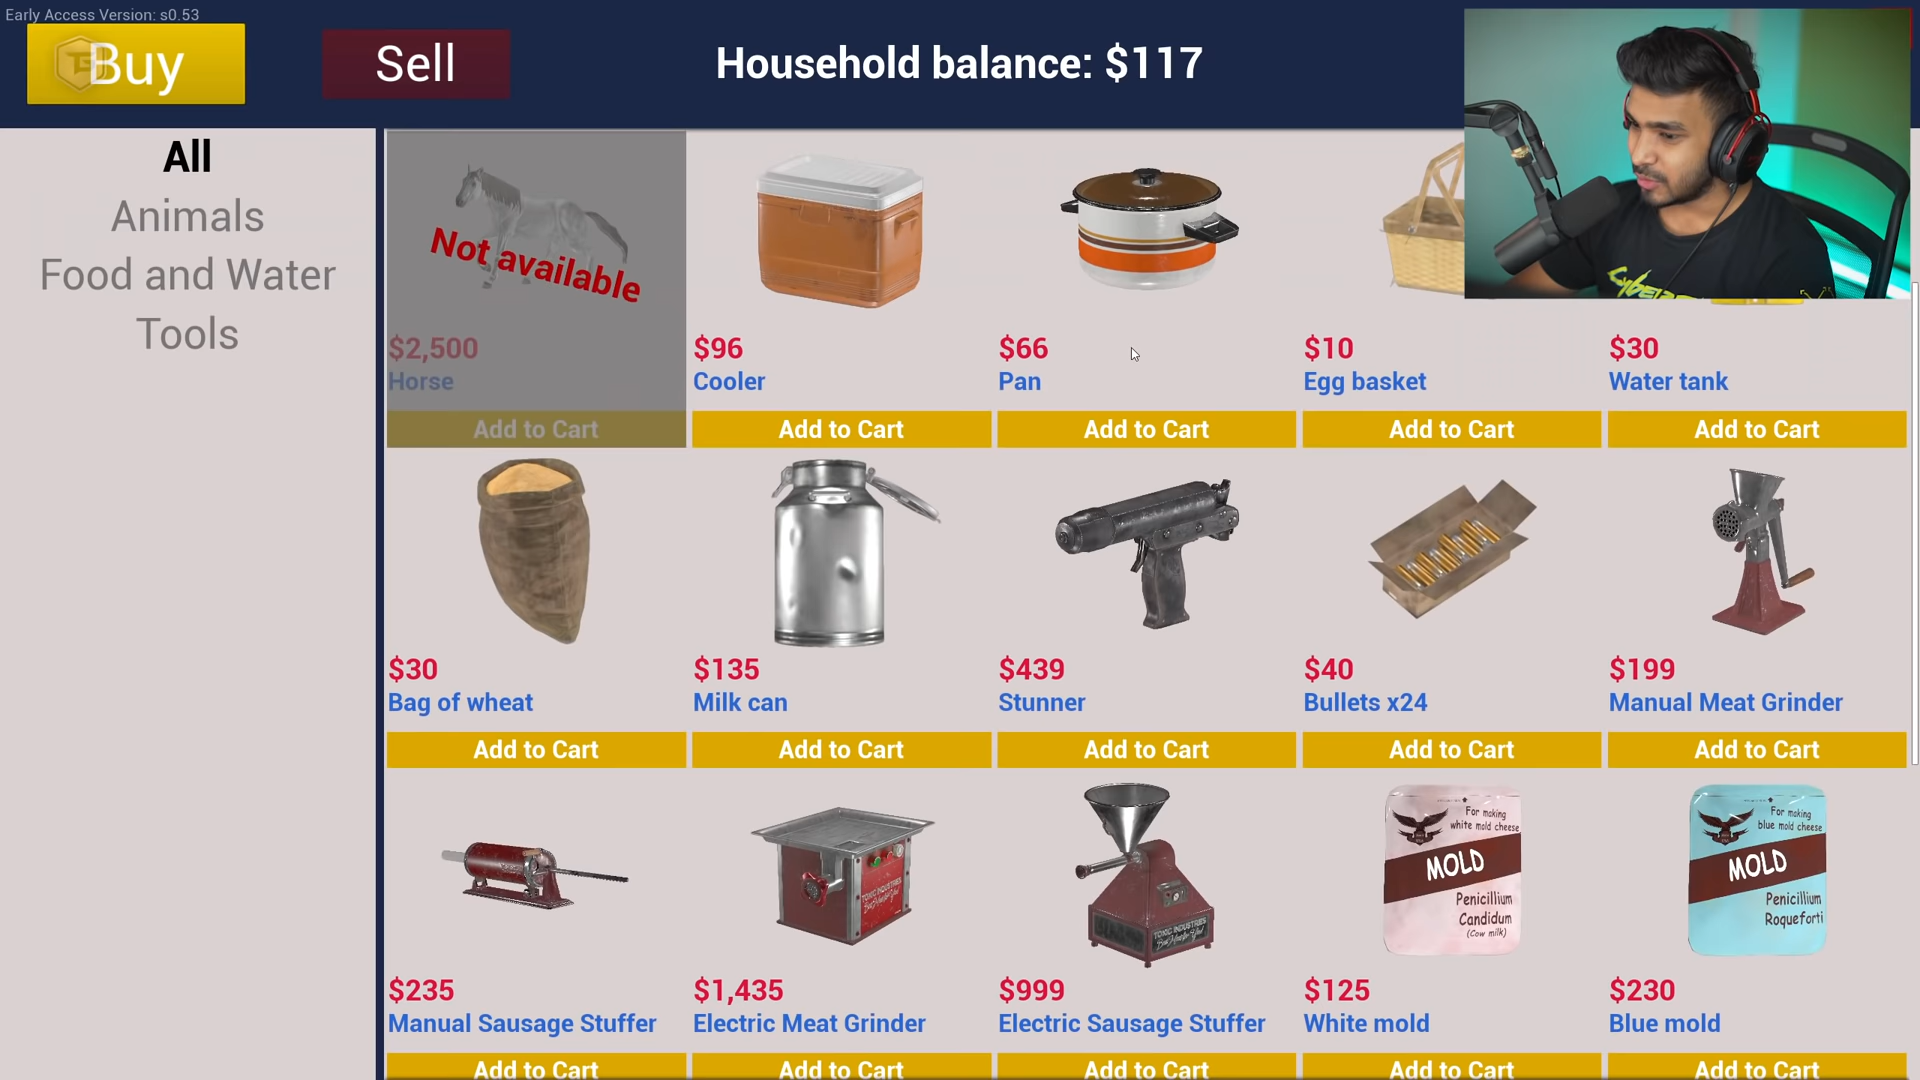 Early Access Version: s0.53
Buy
Sell
Household balance: $117
All
Animals
Food and Water
Tools
Not available
$2,500
Horse
Add to Cart
$96
Cooler
Add to Cart
$66
Pan
Add to Cart
$10
Egg basket
Add to Cart
$30
Water tank
Add to Cart
$30
Bag of wheat
Add to Cart
$135
Milk can
Add to Cart
$439
Stunner
Add to Cart
$40
Bullets x24
Add to Cart
$199
Manual Meat Grinder
Add to Cart
$235
Manual Sausage Stuffer
Add to Cart
TOXIC INDUSTRIES
$1,435
Electric Meat Grinder
Add to Cart
TOXIC INDUSTRIES
$999
Electric Sausage Stuffer
Add to Cart
For making
white mold cheese
MOLD
Penicillium
Candidum
(Cow milk)
$125
White mold
Add to Cart
For making
blue mold cheese
MOLD
Penicillium
Roqueforti
$230
Blue mold
Add to Cart